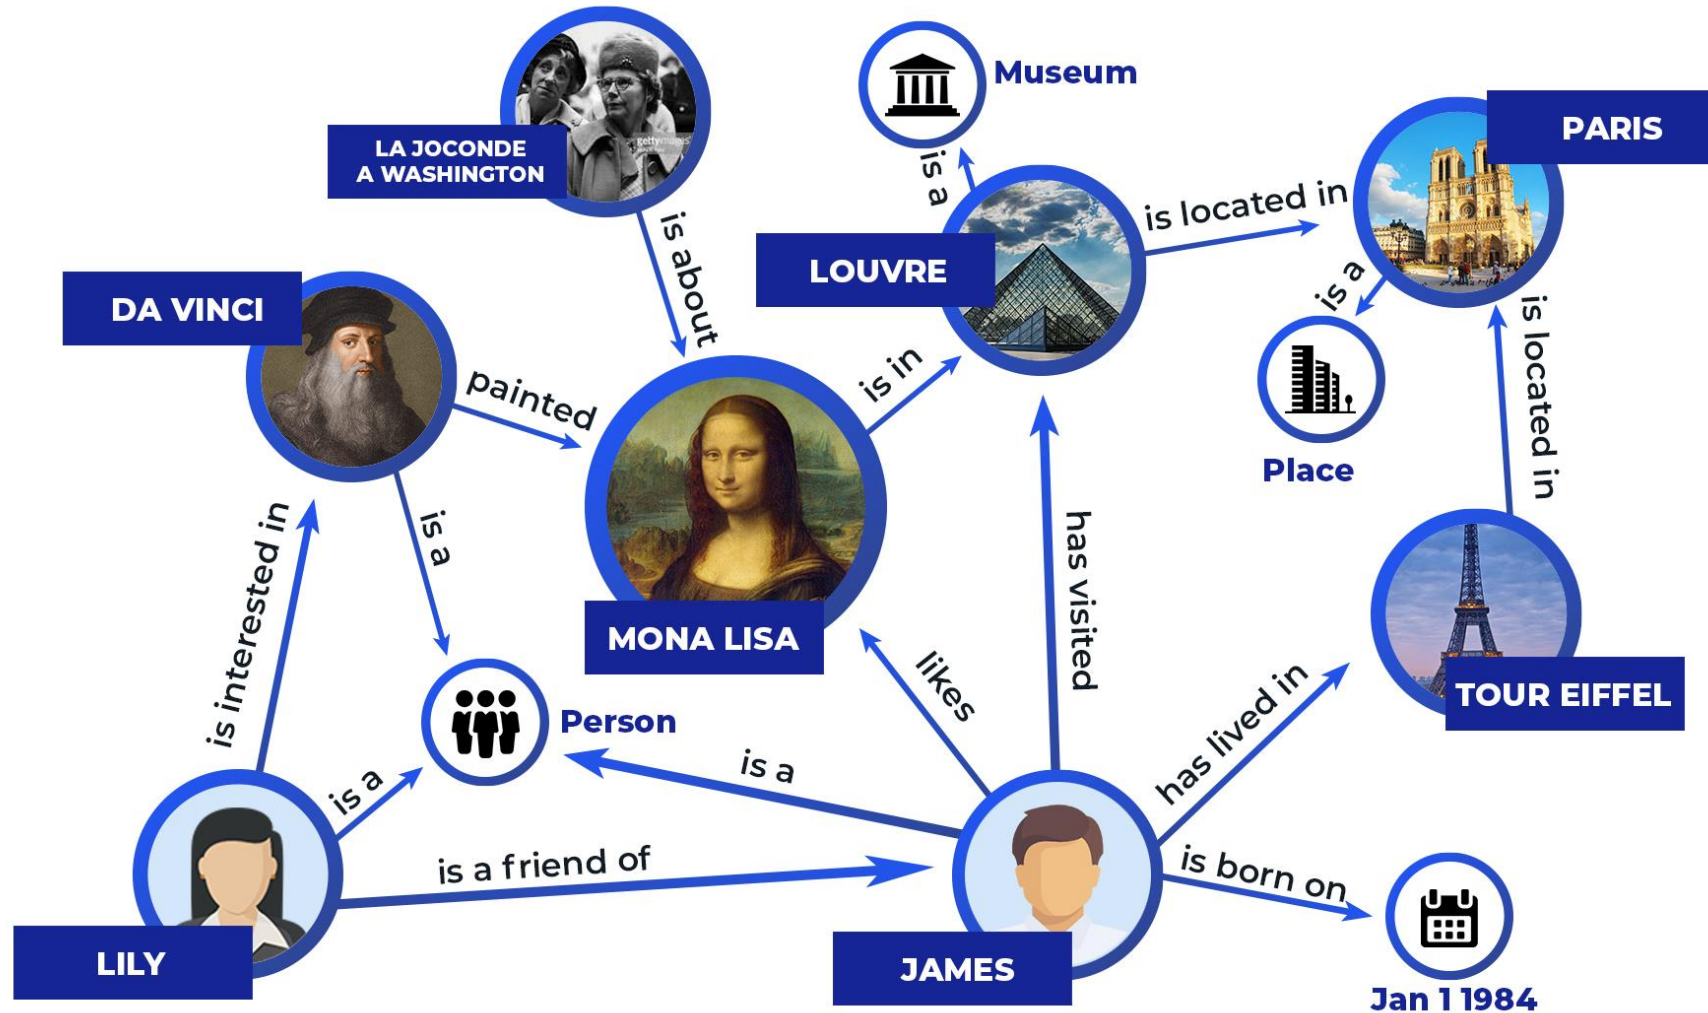 Museum
PARIS
LA JOCONDE
A WASHINGTON
gettyimages
is a
is located in
is about
LOUVRE
is a
DA VINCI
is in
painted
is located in
Place
is interested in
is a
has visited
MONA LISA
likes
has lived in
TOUR EIFFEL
Person
is a
is a
is a friend of
is born on
LILY
JAMES
Jan 1 1984